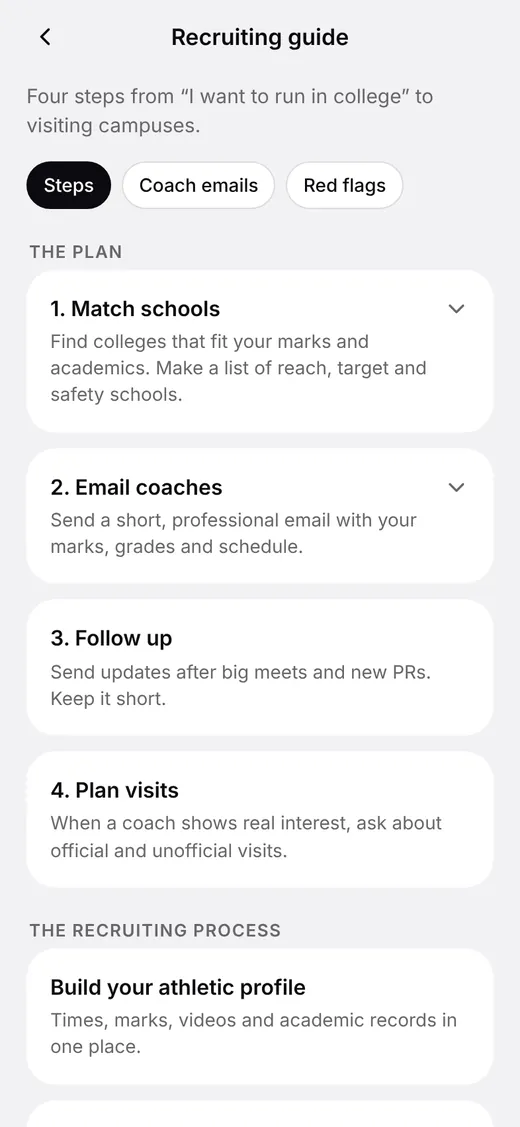 Recruiting guide
Four steps from “I want to run in college” to
visiting campuses.
Steps
Coach emails
Red flags
THE PLAN
1. Match schools
Find colleges that fit your marks and
academics. Make a list of reach, target and
safety schools.
2. Email coaches
Send a short, professional email with your
marks, grades and schedule.
3. Follow up
Send updates after big meets and new PRs.
Keep it short.
4. Plan visits
When a coach shows real interest, ask about
official and unofficial visits.
THE RECRUITING PROCESS
Build your athletic profile
Times, marks, videos and academic records in
one place.